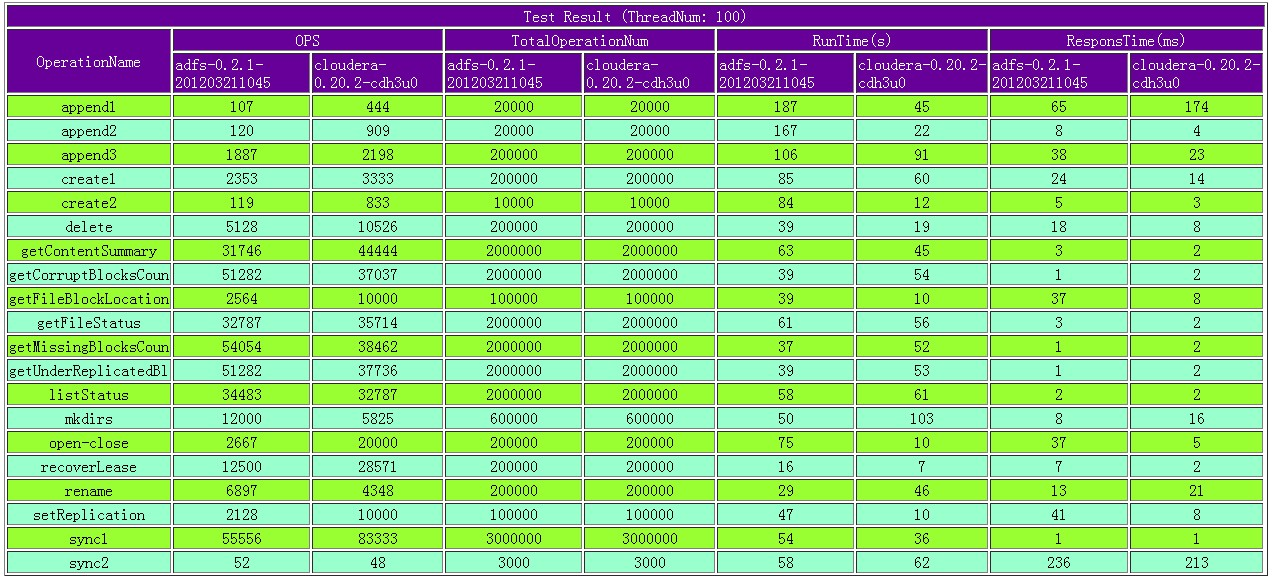 Test Result (ThreadNum: 100)
OperationName OPS TotalOperationNum RunTime(s) ResponsTime(ms)
adfs-0.2.1- cloudera- adfs-0.2.1- cloudera- adfs-0.2.1- cloudera-0.20.2- adfs-0.2.1- cloudera-0.20.2-
201203211045 0.20.2-cdh3u0 201203211045 0.20.2-cdh3u0 201203211045 cdh3u0 201203211045 cdh3u0
append1 107 444 20000 20000 187 45 65 174
append2 120 909 20000 20000 167 22 8 4
append3 1887 2198 200000 200000 106 91 38 23
create1 2353 3333 200000 200000 85 60 24 14
create2 119 833 10000 10000 84 12 5 3
delete 5128 10526 200000 200000 39 19 18 8
getContentSummary 31746 44444 2000000 2000000 63 45 3 2
getCorruptBlocksCoun 51282 37037 2000000 2000000 39 54 1 2
getFileBlockLocation 2564 10000 100000 100000 39 10 37 8
getFileStatus 32787 35714 2000000 2000000 61 56 3 2
getMissingBlocksCoun 54054 38462 2000000 2000000 37 52 1 2
getUnderReplicatedBl 51282 37736 2000000 2000000 39 53 1 2
listStatus 34483 32787 2000000 2000000 58 61 2 2
mkdirs 12000 5825 600000 600000 50 103 8 16
open-close 2667 20000 200000 200000 75 10 37 5
recoverLease 12500 28571 200000 200000 16 7 7 2
rename 6897 4348 200000 200000 29 46 13 21
setReplication 2128 10000 100000 100000 47 10 41 8
sync1 55556 83333 3000000 3000000 54 36 1 1
sync2 52 48 3000 3000 58 62 236 213